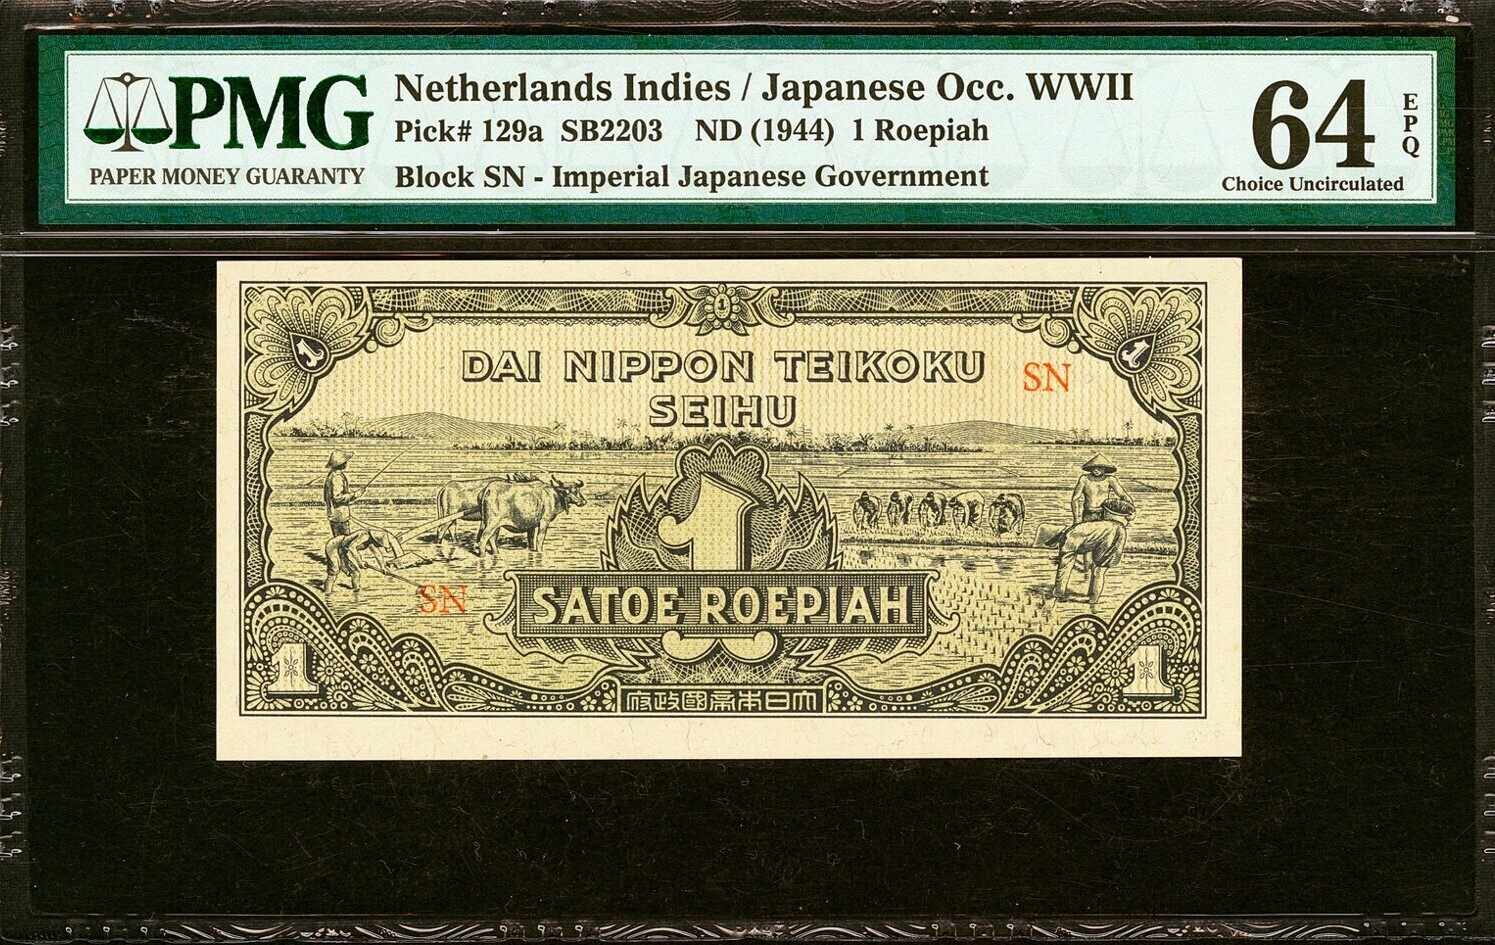 PMG
PAPER MONEY GUARANTY
Netherlands Indies / Japanese Occ. WWII
Pick# 129a SB2203 ND (1944) 1 Roepiah
Block SN - Imperial Japanese Government
64
EPQ
Choice Uncirculated
1
1
1
DAI NIPPON TEIKOKU
SEIHU
SN
1
SN
SATOE ROEPIAH
1
1
府政國帝本日大